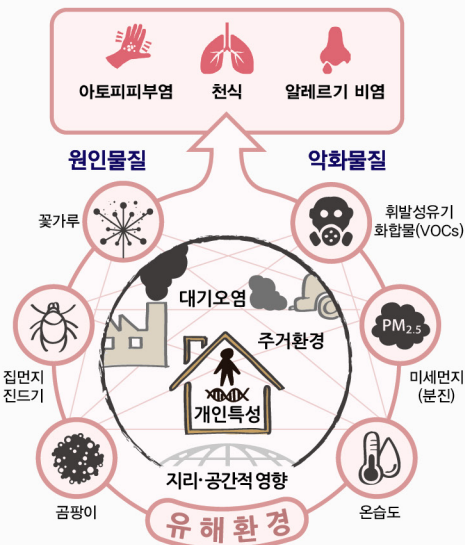 아토피피부염
천식
알레르기 비염
원인물질
악화물질
꽃가루
휘발성유기
화합물(VOCs)
대기오염
주거환경
PM2.5
집먼지
진드기
미세먼지
(분진)
개인특성
지리·공간적 영향
곰팡이
온습도
유해환경